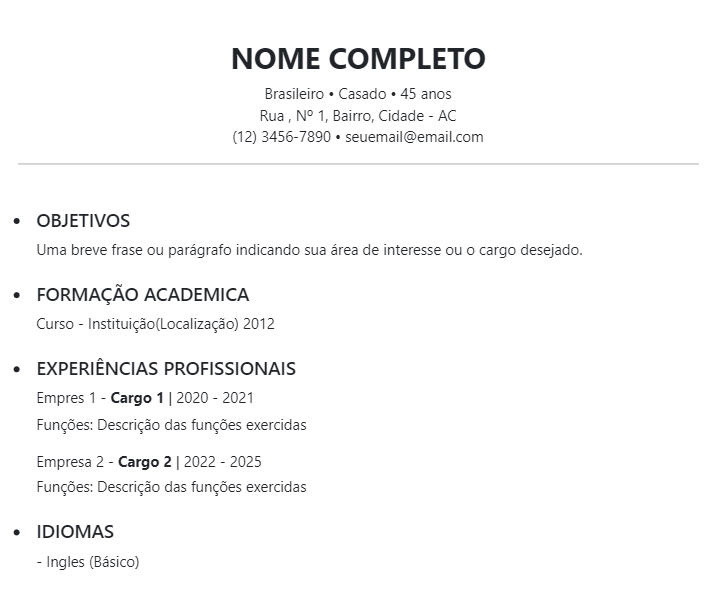 NOME COMPLETO
Brasileiro • Casado • 45 anos
Rua , Nº 1, Bairro, Cidade - AC
(12) 3456-7890 • seuemail@email.com
• OBJETIVOS
Uma breve frase ou parágrafo indicando sua área de interesse ou o cargo desejado.
• FORMAÇÃO ACADEMICA
Curso - Instituição(Localização) 2012
• EXPERIÊNCIAS PROFISSIONAIS
Empres 1 - Cargo 1 | 2020 - 2021
Funções: Descrição das funções exercidas
Empresa 2 - Cargo 2 | 2022 - 2025
Funções: Descrição das funções exercidas
• IDIOMAS
- Ingles (Básico)